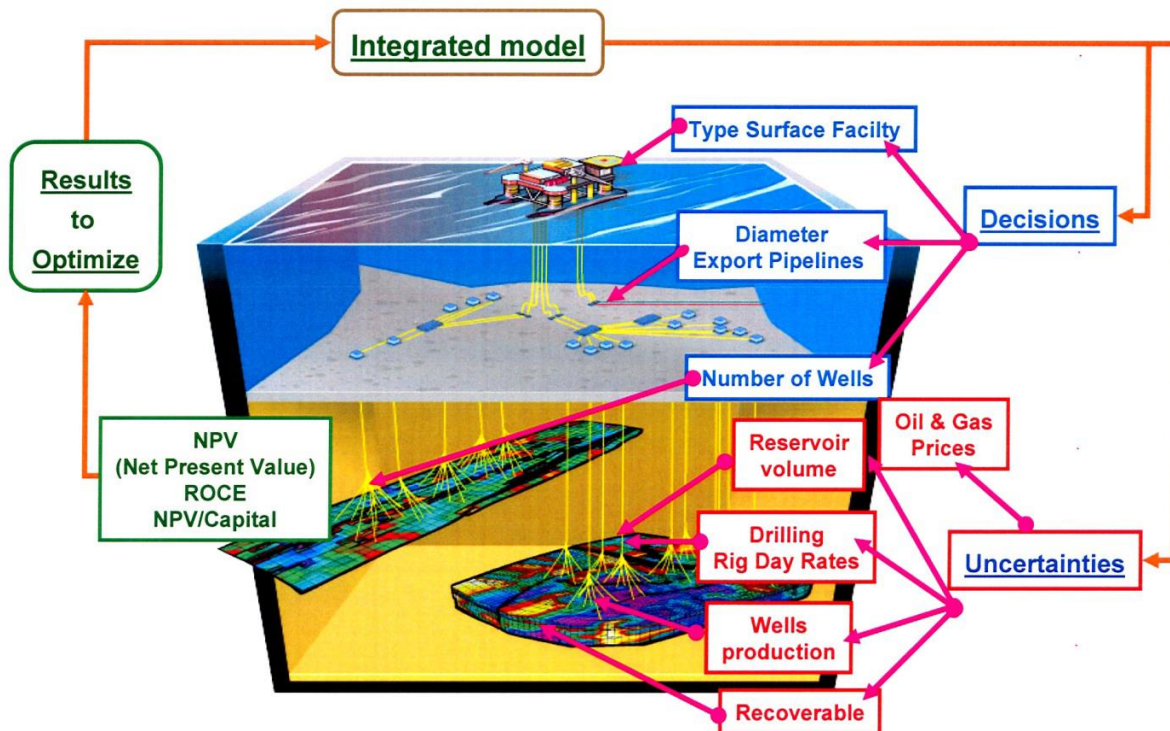 Integrated model
Type Surface Facilty
Results
to
Optimize
Decisions
Diameter
Export Pipelines
Number of Wells
NPV
(Net Present Value)
ROCE
NPV/Capital
Reservoir
volume
Oil & Gas
Prices
Drilling
Rig Day Rates
Uncertainties
Wells
production
Recoverable